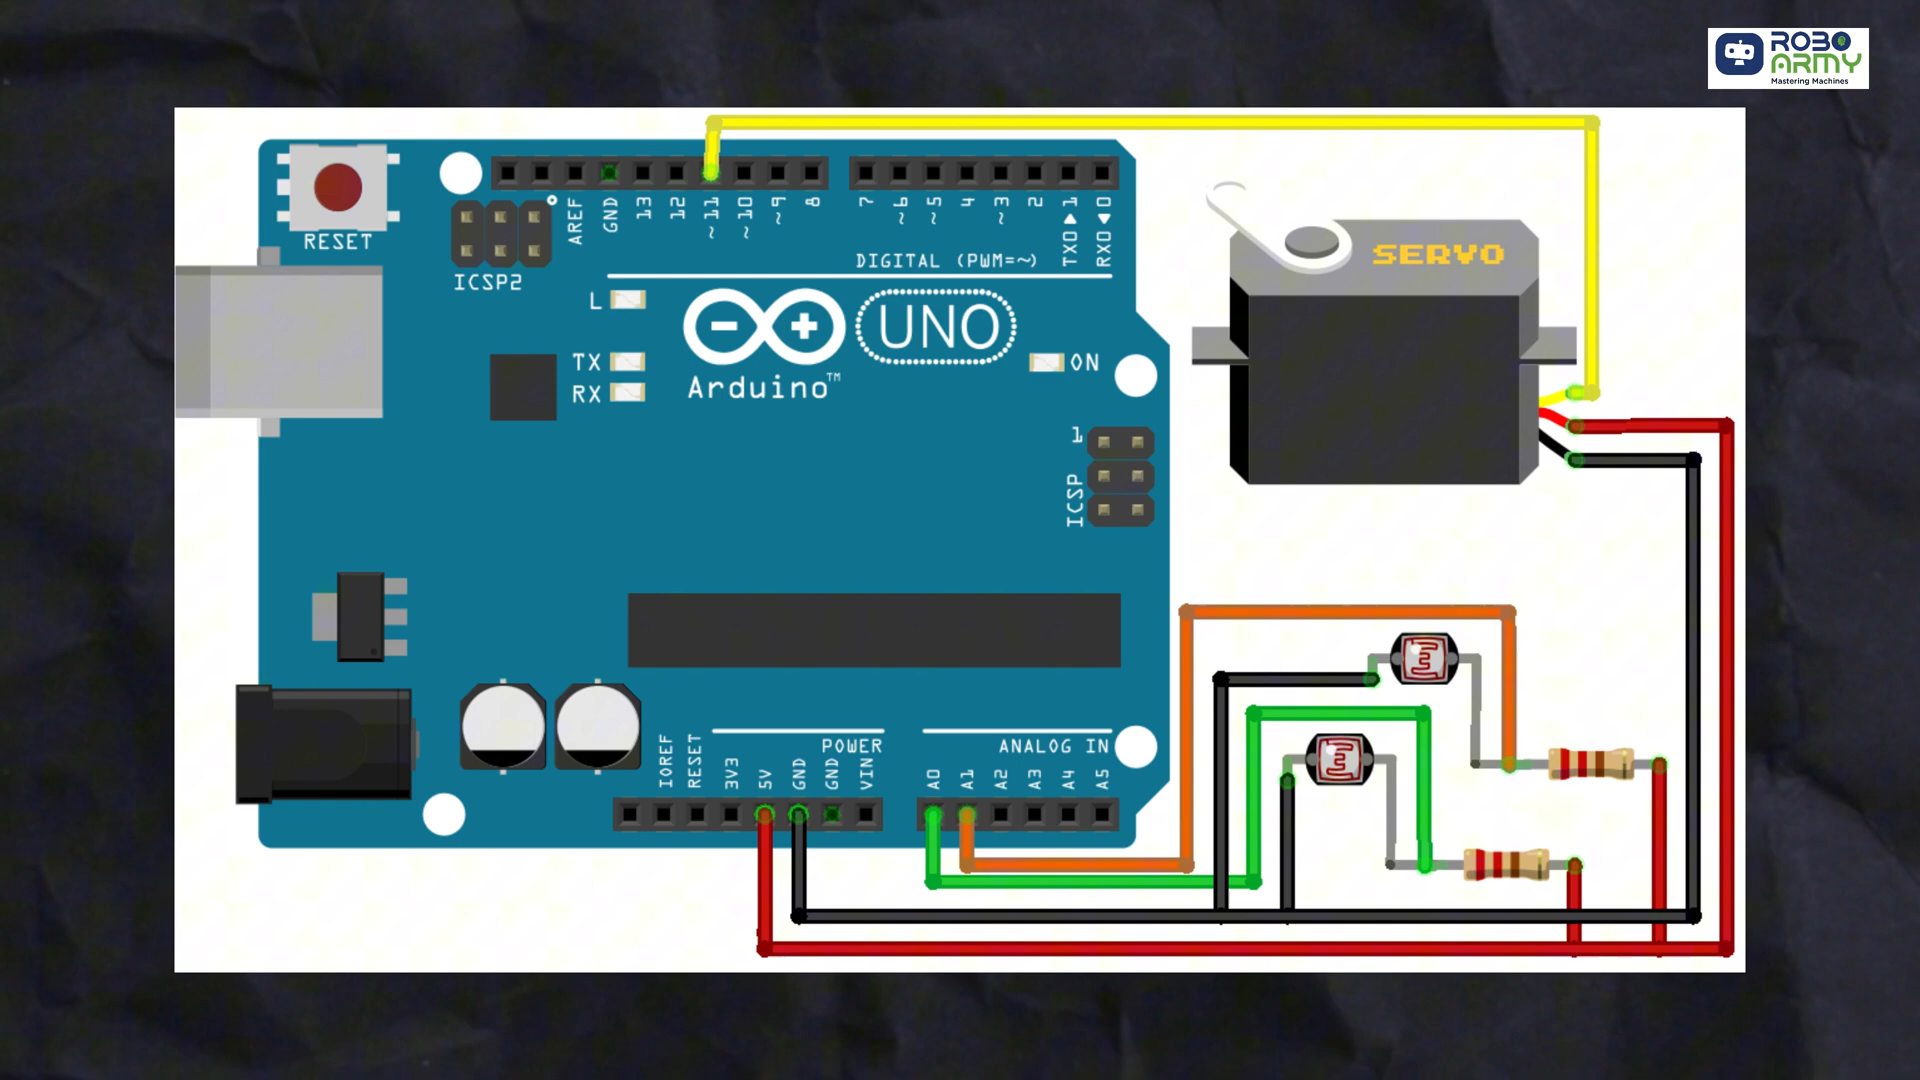 ROBO
ARMY
Mastering Machines
RESET
ICSP2
AREF
GND
13
12
~11
~10
~9
8
7
~6
~5
4
~3
2
TX0▶1
RX0◀0
DIGITAL (PWM=~)
L
TX
RX
UNO
Arduino™
ON
SERVO
1
ICSP
POWER
ANALOG IN
IOREF
RESET
3V3
5V
GND
GND
VIN
A0
A1
A2
A3
A4
A5